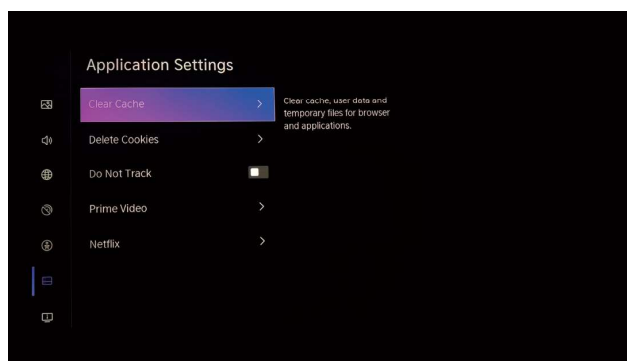 Application Settings
Clear Cache
Clear cache, user data and
temporary files for browser
and applications.
Delete Cookies
Do Not Track
Prime Video
Netflix